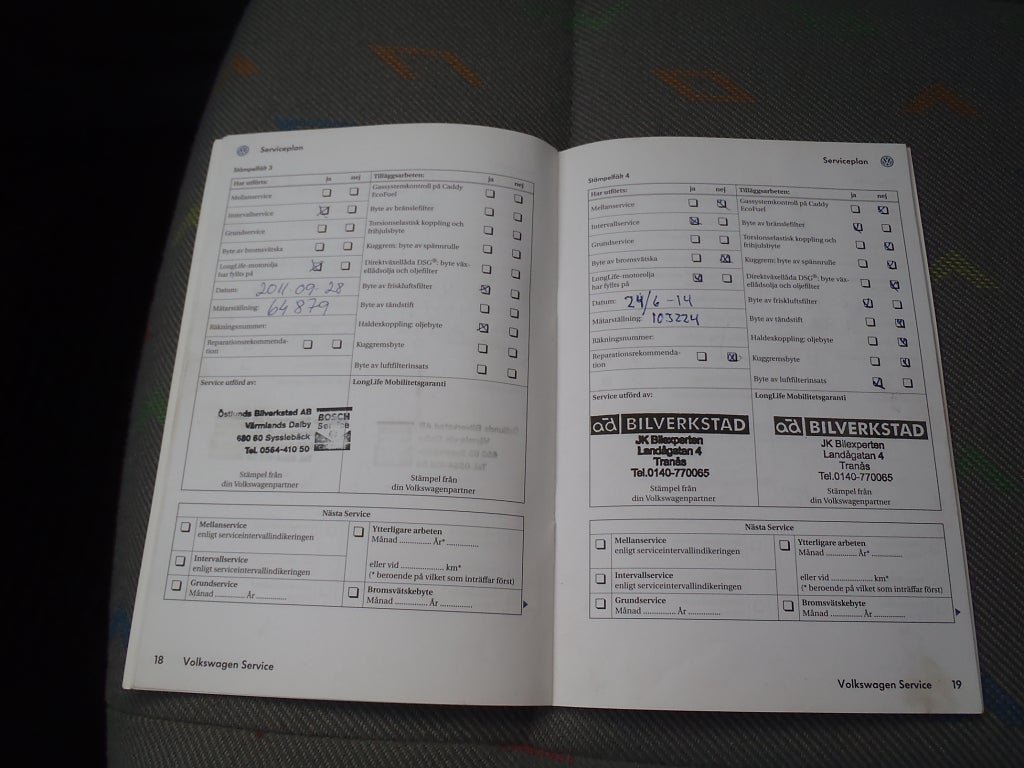 Serviceplan
Stämpelfält 3
Har utförts: ja nej
Mellanservice
Intervallservice
Grundservice
Byte av bromsvätska
LongLife-motorolja
har fyllts på
Datum: 2011.09.28
Mätarställning: 64879
Räkningsnummer:
Reparationsrekommenda-
tion
Tilläggsarbeten: ja nej
Gassystemkontroll på Caddy
EcoFuel
Byte av bränslefilter
Torsionselastisk koppling och
frihjulsbyte
Kuggrem: byte av spännrulle
Direktväxellåda DSG®: byte väx-
ellådsolja och oljefilter
Byte av friskluftsfilter
Byte av tändstift
Haldexkoppling: oljebyte
Kuggremsbyte
Byte av luftfilterinsats
Service utförd av:
Östlunds Bilverkstad AB
Värmlands Dalby
680 60 Sysslebäck
Tel. 0564-410 50
BOSCH
Service
Stämpel från
din Volkswagenpartner
LongLife Mobilitetsgaranti
Stämpel från
din Volkswagenpartner
Nästa Service
Mellanservice
enligt serviceintervallindikeringen
Intervallservice
enligt serviceintervallindikeringen
Grundservice
Månad .............. År ..............
Ytterligare arbeten
Månad .............. År* ..............
eller vid .............. km*
(* beroende på vilket som inträffar först)
Bromsvätskebyte
Månad .............. År ..............
18 Volkswagen Service
Serviceplan
Stämpelfält 4
Har utförts: ja nej
Mellanservice
Intervallservice
Grundservice
Byte av bromsvätska
LongLife-motorolja
har fyllts på
Datum: 24/6-14
Mätarställning: 103224
Räkningsnummer:
Reparationsrekommenda-
tion
Tilläggsarbeten: ja nej
Gassystemkontroll på Caddy
EcoFuel
Byte av bränslefilter
Torsionselastisk koppling och
frihjulsbyte
Kuggrem: byte av spännrulle
Direktväxellåda DSG®: byte väx-
ellådsolja och oljefilter
Byte av friskluftsfilter
Byte av tändstift
Haldexkoppling: oljebyte
Kuggremsbyte
Byte av luftfilterinsats
Service utförd av:
ad BILVERKSTAD
JK Bilexperten
Landågatan 4
Tranås
Tel.0140-770065
Stämpel från
din Volkswagenpartner
LongLife Mobilitetsgaranti
ad BILVERKSTAD
JK Bilexperten
Landågatan 4
Tranås
Tel.0140-770065
Stämpel från
din Volkswagenpartner
Nästa Service
Mellanservice
enligt serviceintervallindikeringen
Intervallservice
enligt serviceintervallindikeringen
Grundservice
Månad .............. År ..............
Ytterligare arbeten
Månad .............. År* ..............
eller vid .............. km*
(* beroende på vilket som inträffar först)
Bromsvätskebyte
Månad .............. År ..............
Volkswagen Service 19